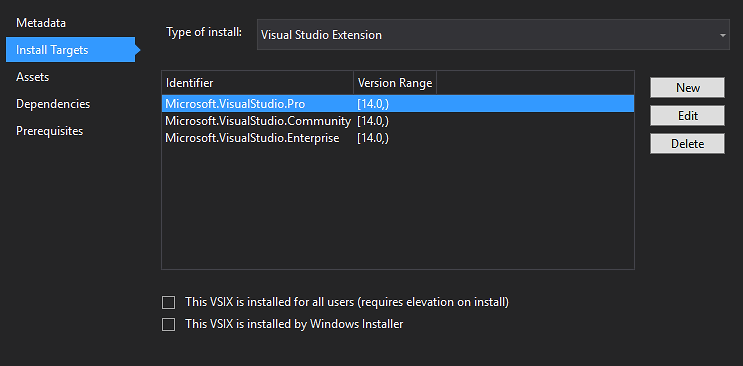 Metadata
Install Targets
Assets
Dependencies
Prerequisites
Type of install: Visual Studio Extension
Identifier Version Range
Microsoft.VisualStudio.Pro [14.0,)
Microsoft.VisualStudio.Community [14.0,)
Microsoft.VisualStudio.Enterprise [14.0,)
New
Edit
Delete
This VSIX is installed for all users (requires elevation on install)
This VSIX is installed by Windows Installer